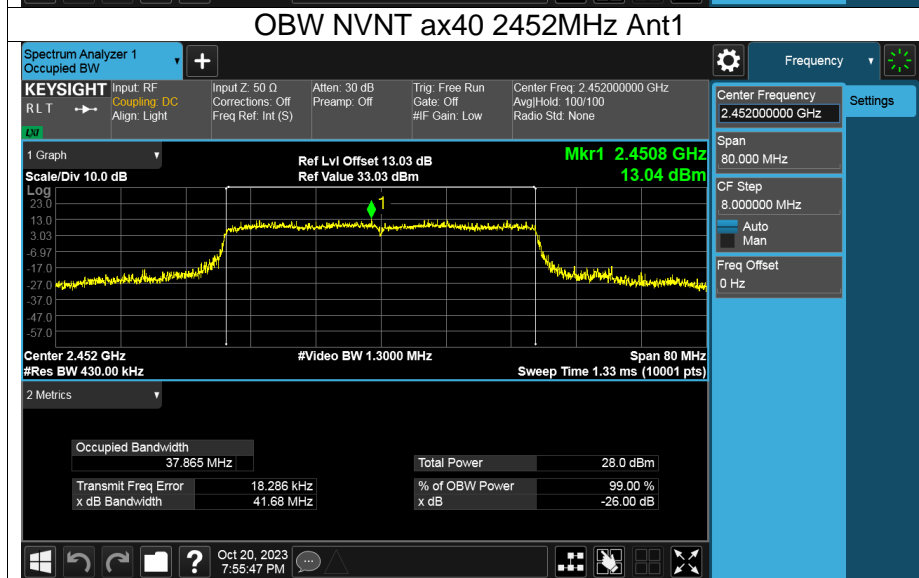 OBW NVNT ax40 2452MHz Ant1
Spectrum Analyzer 1
Occupied BW
+
Frequency
KEYSIGHT
R L T
LXI
Input: RF
Coupling: DC
Align: Light
Input Z: 50 Ω
Corrections: Off
Freq Ref: Int (S)
Atten: 30 dB
Preamp: Off
Trig: Free Run
Gate: Off
#IF Gain: Low
Center Freq: 2.452000000 GHz
Avg|Hold: 100/100
Radio Std: None
Center Frequency
2.452000000 GHz
Settings
Span
80.000 MHz
CF Step
8.000000 MHz
Auto
Man
Freq Offset
0 Hz
1 Graph
Scale/Div 10.0 dB
Ref Lvl Offset 13.03 dB
Ref Value 33.03 dBm
Mkr1 2.4508 GHz
13.04 dBm
Log
23.0
13.0
3.03
-6.97
-17.0
-27.0
-37.0
-47.0
-57.0
1
Center 2.452 GHz
#Res BW 430.00 kHz
#Video BW 1.3000 MHz
Span 80 MHz
Sweep Time 1.33 ms (10001 pts)
2 Metrics
Occupied Bandwidth
37.865 MHz
Total Power 28.0 dBm
Transmit Freq Error 18.286 kHz
% of OBW Power 99.00 %
x dB Bandwidth 41.68 MHz
x dB -26.00 dB
?
Oct 20, 2023
7:55:47 PM